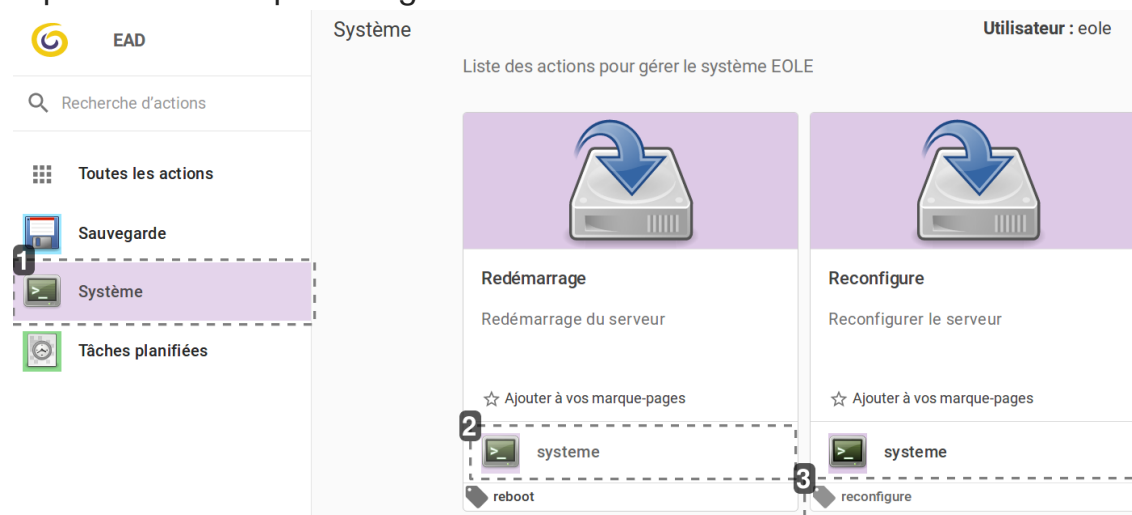 EAD
Système
Utilisateur : eole
Liste des actions pour gérer le système EOLE
Recherche d'actions
Toutes les actions
Sauvegarde
1
Système
Tâches planifiées
Redémarrage
Redémarrage du serveur
Ajouter à vos marque-pages
2
systeme
reboot
Reconfigure
Reconfigurer le serveur
Ajouter à vos marque-pages
systeme
3
reconfigure